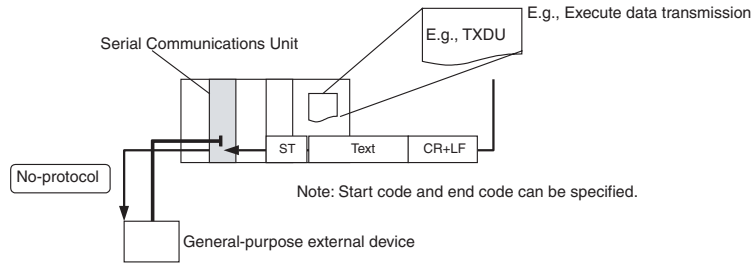 E.g., Execute data transmission
E.g., TXDU
Serial Communications Unit
ST
Text
CR+LF
No-protocol
Note: Start code and end code can be specified.
General-purpose external device